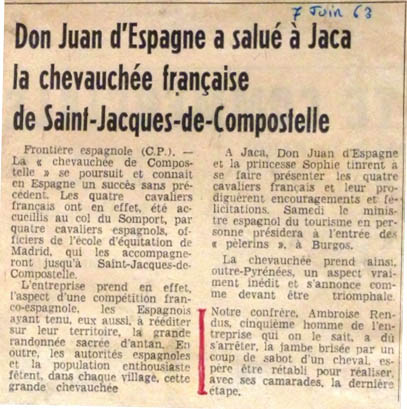 7 Juin 63
Don Juan d'Espagne a salué à Jaca
la chevauchée française
de Saint-Jacques-de-Compostelle
Frontière espagnole (C.P.). —
La « chevauchée de Compos-
telle » se poursuit et connaît
en Espagne un succès sans pré-
cédent. Les quatre cavaliers
français ont en effet, été ac-
cueillis au col du Somport, par
quatre cavaliers espagnols, of-
ficiers de l'école d'équitation de
Madrid, qui les accompagne-
ront jusqu'à Saint-Jacques-de-
Compostelle.
L'entreprise prend en effet,
l'aspect d'une compétition fran-
co-espagnole, les Espagnols
ayant tenu, eux aussi, à rééditer
sur leur territoire, la grande
randonnée sacrée d'antan. En
outre, les autorités espagnoles
et la population enthousiaste
fêtent, dans chaque village, cette
grande chevauchée
A Jaca, Don Juan d'Espagne
et la princesse Sophie tinrent à
se faire présenter les quatre
cavaliers français et leur pro-
diguèrent encouragements et fé-
licitations. Samedi le minis-
tre espagnol du tourisme en per-
sonne présidera à l'entrée des
« pèlerins », à Burgos.
La chevauchée prend ainsi,
outre-Pyrénées, un aspect vrai-
ment inédit et s'annonce com-
me devant être triomphale.
Notre confrère, Ambroise Ren-
dus, cinquième homme de l'en-
treprise qui on le sait, a dû
s'arrêter, la jambe brisée par un
coup de sabot d'un cheval, es-
père être rétabli pour réaliser,
avec ses camarades, la dernière
étape.